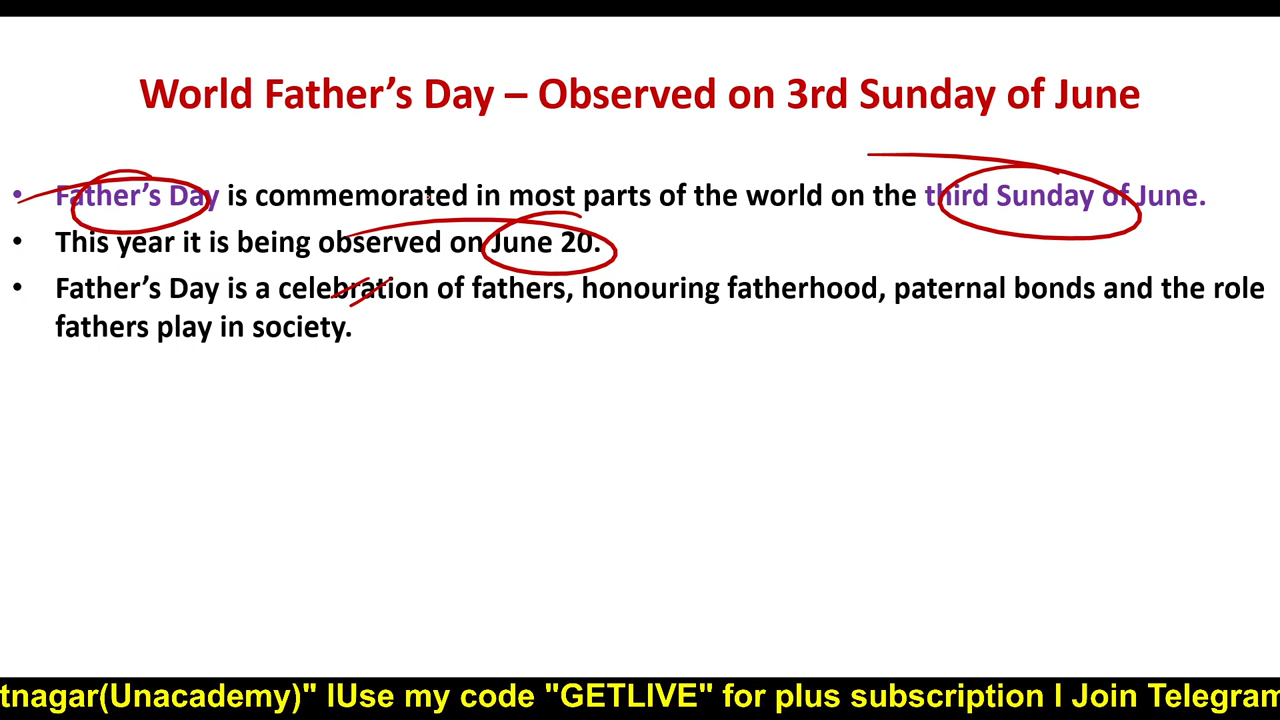 World Father’s Day – Observed on 3rd Sunday of June
• Father’s Day is commemorated in most parts of the world on the third Sunday of June.
• This year it is being observed on June 20.
• Father’s Day is a celebration of fathers, honouring fatherhood, paternal bonds and the role
fathers play in society.
tnagar(Unacademy)" lUse my code "GETLIVE" for plus subscription I Join Telegram